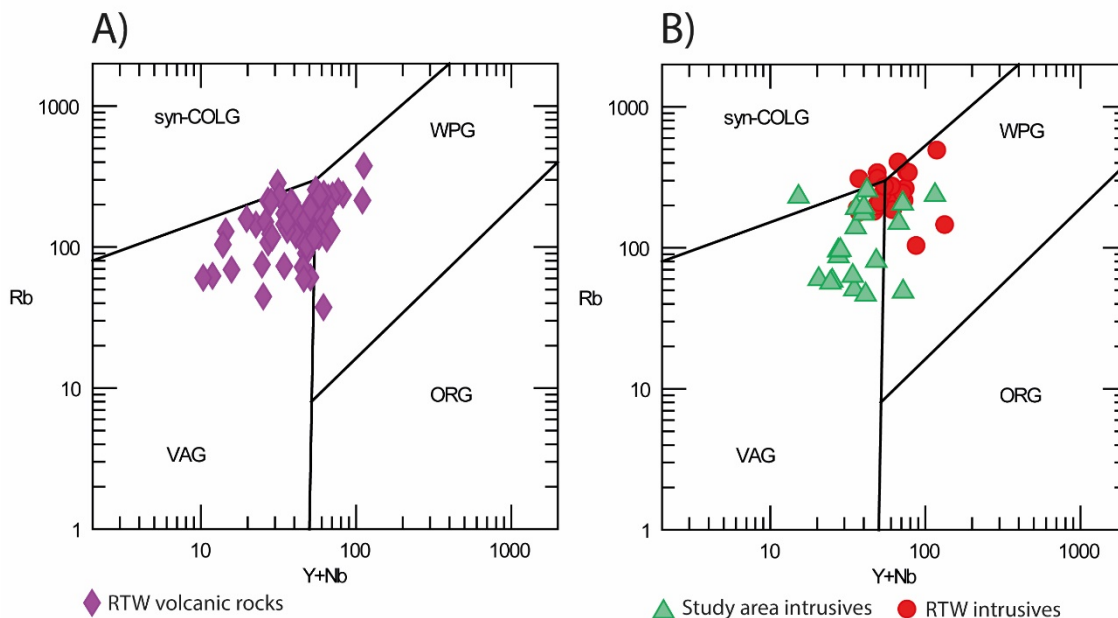 A)
1000
100
10
1
Rb
syn-COLG
WPG
ORG
VAG
10
100
1000
Y+Nb
RTW volcanic rocks
B)
1000
100
10
1
Rb
syn-COLG
WPG
ORG
VAG
10
100
1000
Y+Nb
Study area intrusives
RTW intrusives